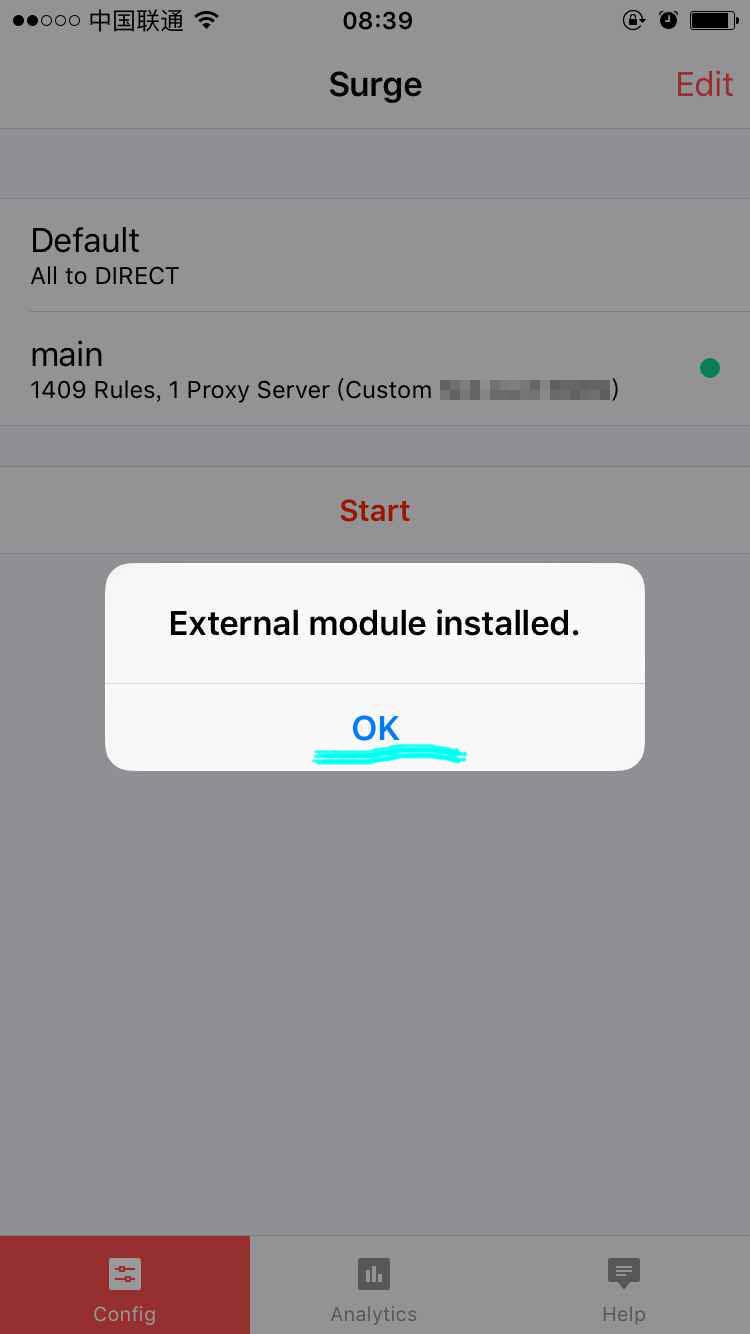 中国联通 08:39
Surge Edit
Default
All to DIRECT
main
1409 Rules, 1 Proxy Server (Custom )
Start
External module installed.
OK
Config Analytics Help